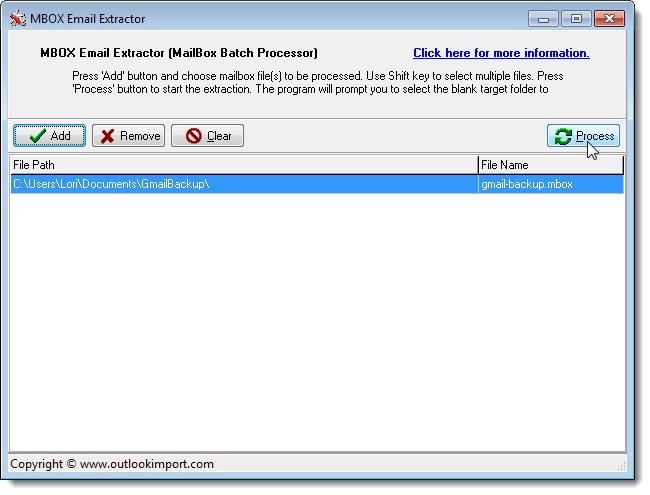 MBOX Email Extractor
MBOX Email Extractor (MailBox Batch Processor) Click here for more information.
Press 'Add' button and choose mailbox file(s) to be processed. Use Shift key to select multiple files. Press
'Process' button to start the extraction. The program will prompt you to select the blank target folder to
Add Remove Clear Process
File Path File Name
C:\Users\Lori\Documents\GmailBackup\ gmail-backup.mbox
Copyright © www.outlookimport.com